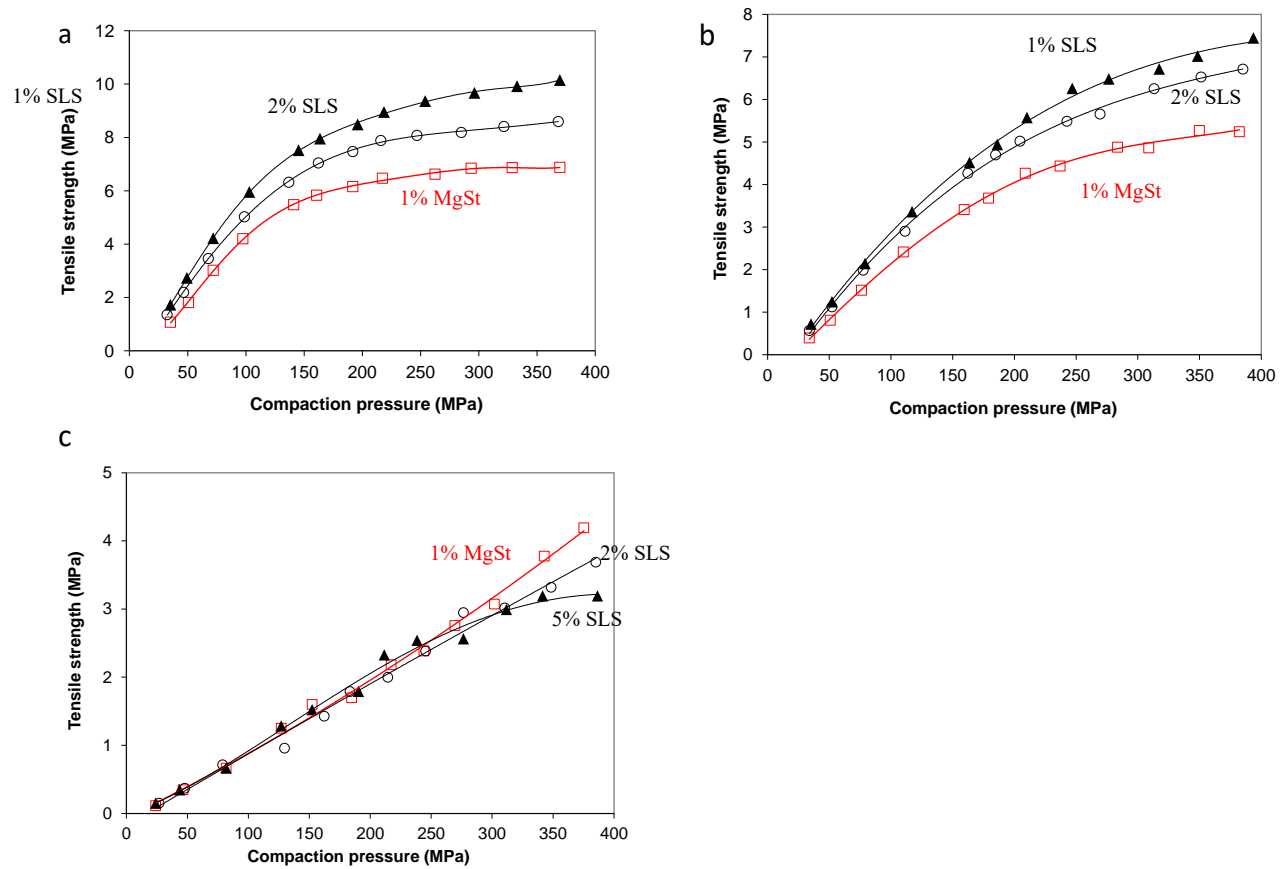 a
1% SLS
2% SLS
1% MgSt
Tensile strength (MPa)
12
10
8
6
4
2
0
0 50 100 150 200 250 300 350 400
Compaction pressure (MPa)
b
1% SLS
2% SLS
1% MgSt
Tensile strength (MPa)
8
7
6
5
4
3
2
1
0
0 50 100 150 200 250 300 350 400
Compaction pressure (MPa)
c
1% MgSt
2% SLS
5% SLS
Tensile strength (MPa)
5
4
3
2
1
0
0 50 100 150 200 250 300 350 400
Compaction pressure (MPa)